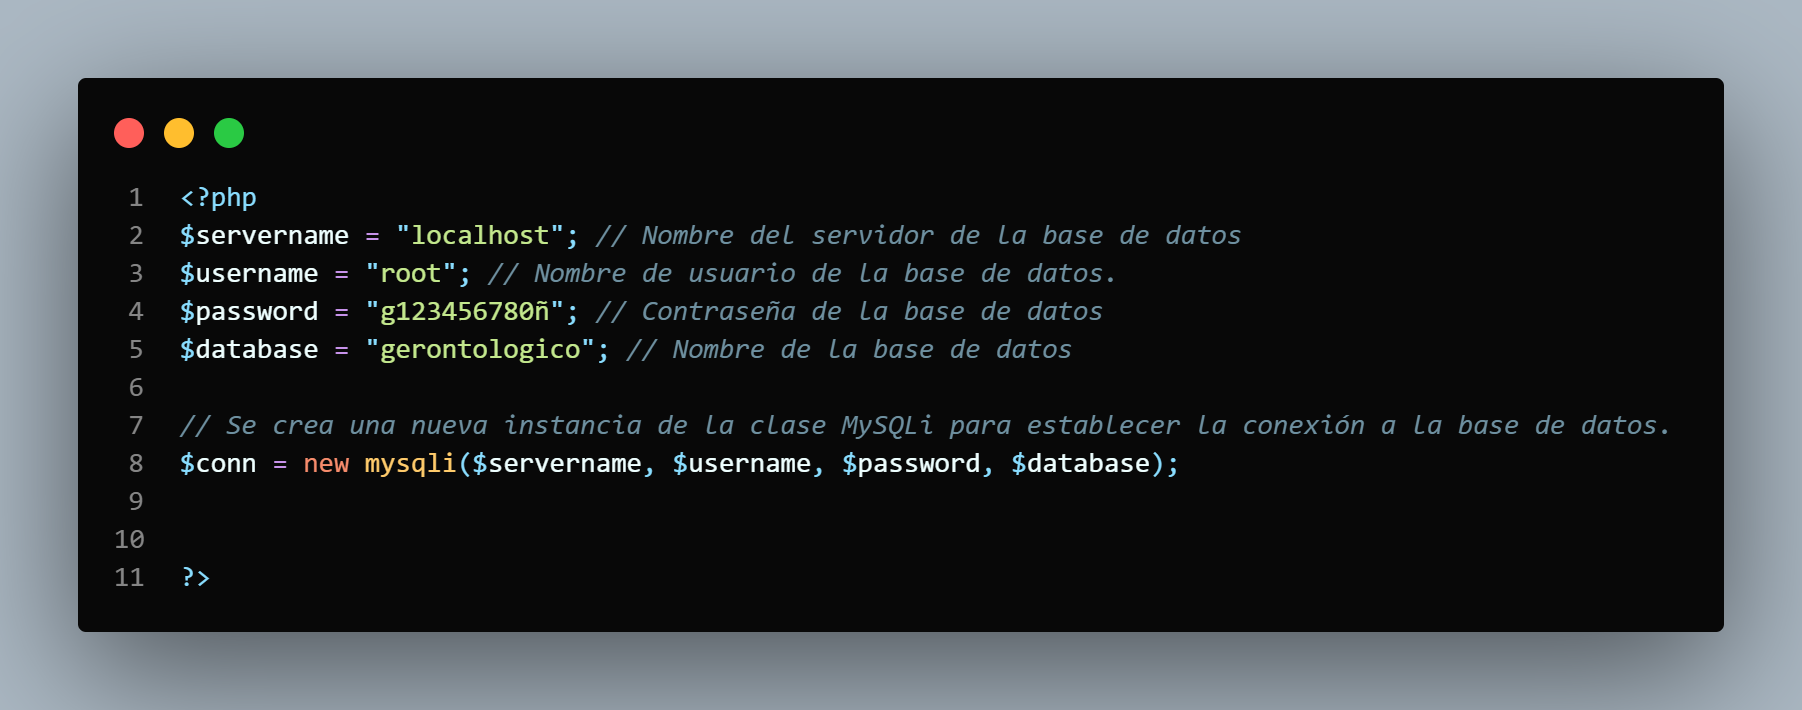 1 <?php
2 $servername = "localhost"; // Nombre del servidor de la base de datos
3 $username = "root"; // Nombre de usuario de la base de datos.
4 $password = "g123456780ñ"; // Contraseña de la base de datos
5 $database = "gerontologico"; // Nombre de la base de datos
6
7 // Se crea una nueva instancia de la clase MySQLi para establecer la conexión a la base de datos.
8 $conn = new mysqli($servername, $username, $password, $database);
9
10
11 ?>